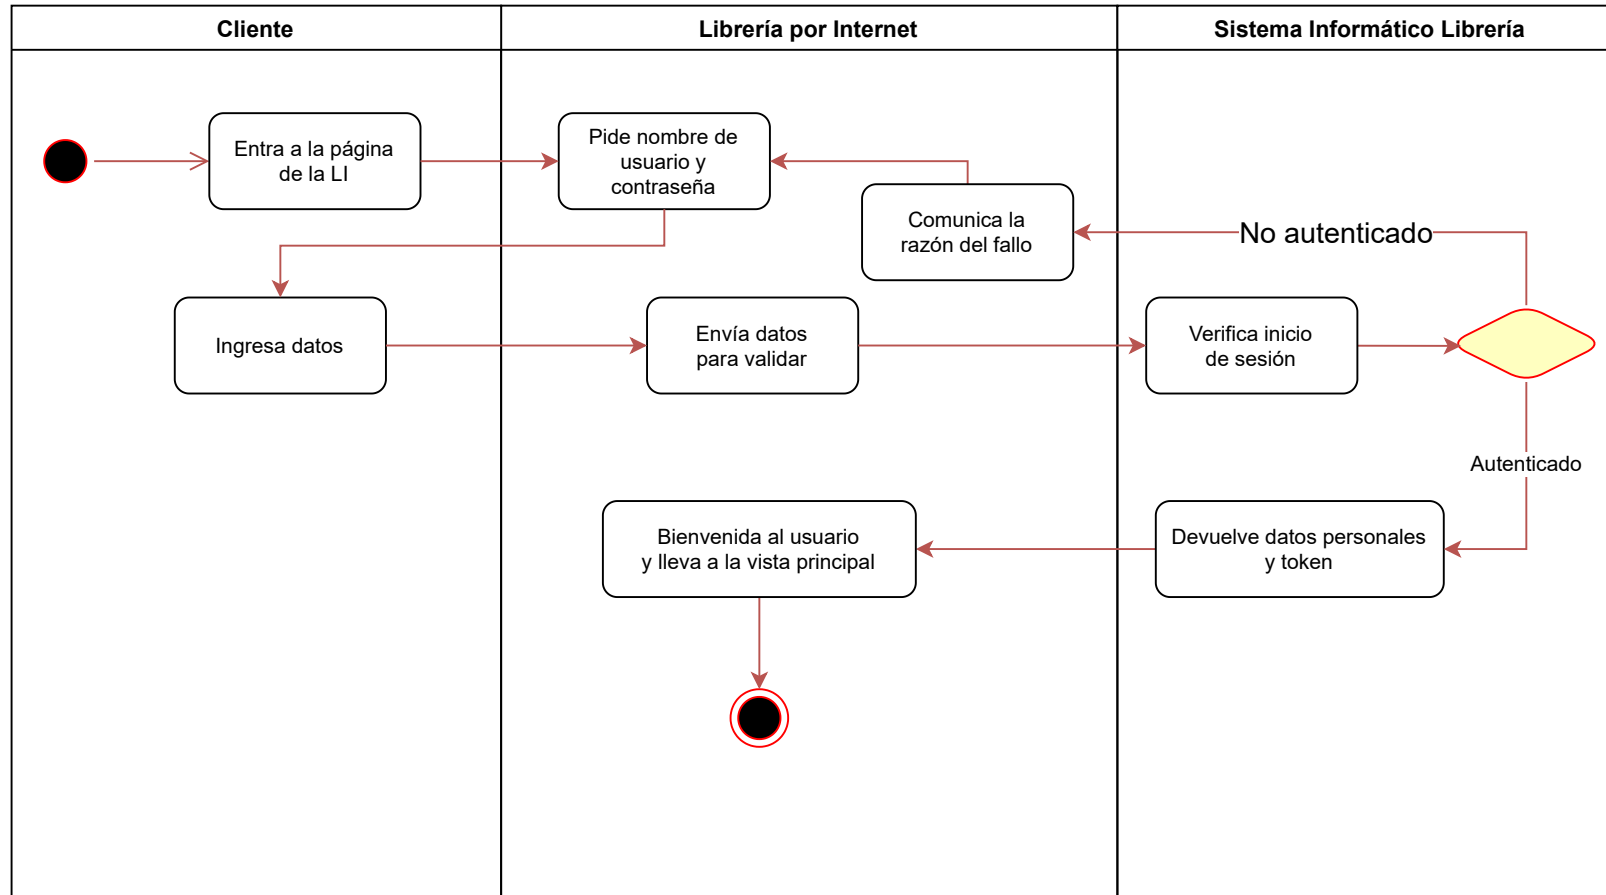 Cliente
Librería por Internet
Sistema Informático Librería
Entra a la página
de la LI
Pide nombre de
usuario y
contraseña
Comunica la
razón del fallo
No autenticado
Ingresa datos
Envía datos
para validar
Verifica inicio
de sesión
Autenticado
Bienvenida al usuario
y lleva a la vista principal
Devuelve datos personales
y token